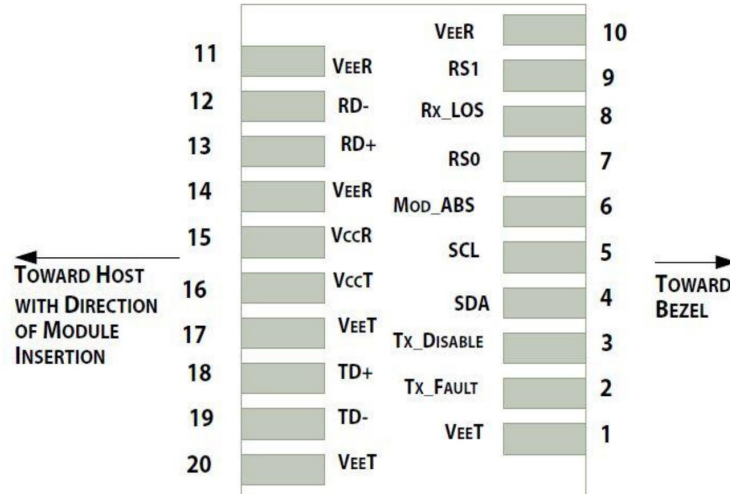 VEER 10
11 VEER RS1 9
12 RD- RX_LOS 8
13 RD+ RS0 7
14 VEER MOD_ABS 6
15 VCCR SCL 5
TOWARD HOST
WITH DIRECTION
OF MODULE
INSERTION
TOWARD
BEZEL
16 VCCT SDA 4
17 VEET TX_DISABLE 3
18 TD+ TX_FAULT 2
19 TD- VEET 1
20 VEET